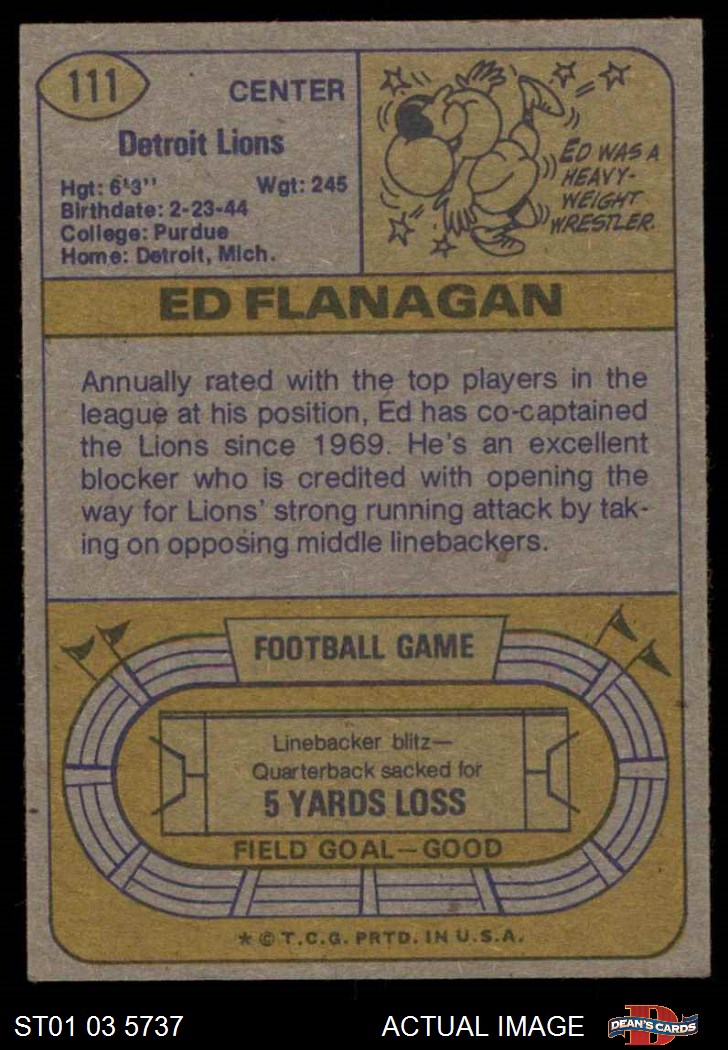 111
CENTER
Detroit Lions
Hgt: 6'3" Wgt: 245
Birthdate: 2-23-44
College: Purdue
Home: Detroit, Mich.
ED WAS A
HEAVY-
WEIGHT
WRESTLER.
ED FLANAGAN
Annually rated with the top players in the
league at his position, Ed has co-captained
the Lions since 1969. He's an excellent
blocker who is credited with opening the
way for Lions' strong running attack by tak-
ing on opposing middle linebackers.
FOOTBALL GAME
Linebacker blitz—
Quarterback sacked for
5 YARDS LOSS
FIELD GOAL—GOOD
* © T.C.G. PRTD. IN U.S.A.
ST01 03 5737
ACTUAL IMAGE
D
DEAN'S CARDS